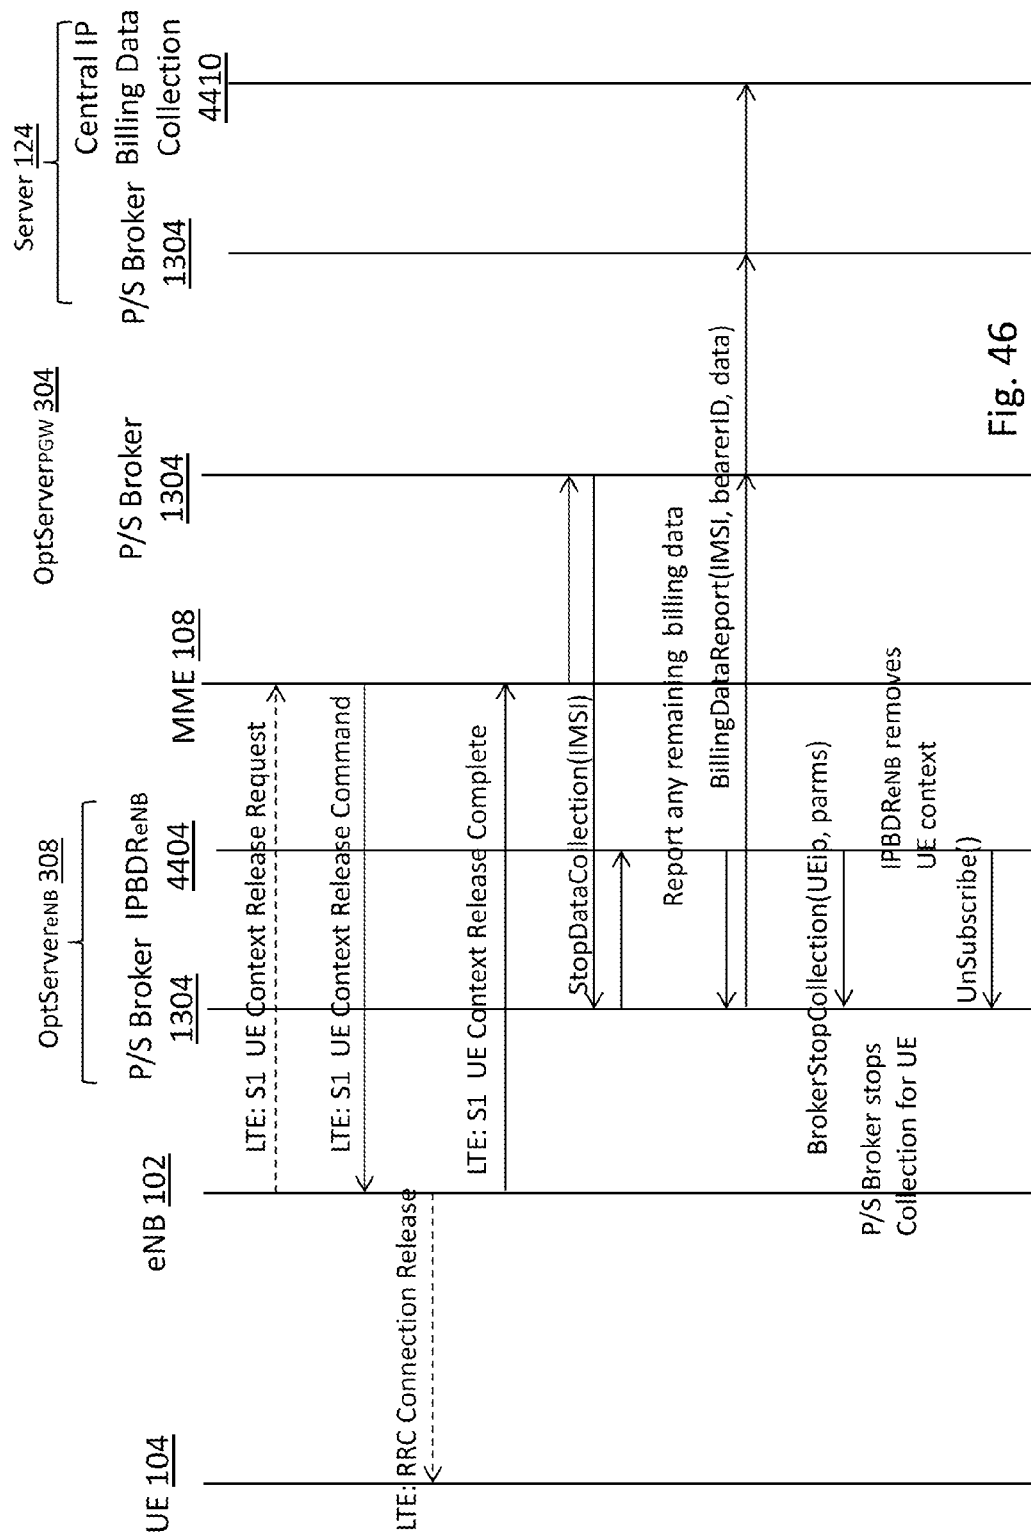 UE 104
eNB 102
OptServereNB 308
P/S Broker
1304
IPBDReNB
4404
MME 108
OptServerPGW 304
P/S Broker
1304
Server 124
P/S Broker
1304
Central IP
Billing Data
Collection
4410
LTE: S1 UE Context Release Request
LTE: S1 UE Context Release Command
LTE: RRC Connection Release
LTE: S1 UE Context Release Complete
StopDataCollection(IMSI)
Report any remaining billing data
BillingDataReport(IMSI, bearerID, data)
BrokerStopCollection(UEip, parms)
P/S Broker stops
Collection for UE
IPBDReNB removes
UE context
UnSubscribe()
Fig. 46